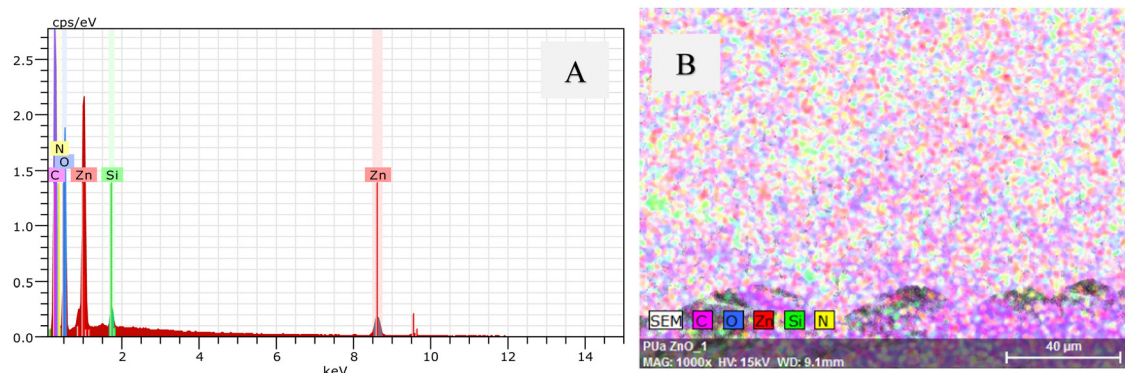 cps/eV
A
2.5
2.0
1.5
1.0
0.5
0.0
N
O
C Zn Si Zn
2 4 6 8 10 12 14
keV
B
SEM C O Zn Si N
PUa ZnO_1
MAG: 1000x HV: 15kV WD: 9.1mm
40 µm